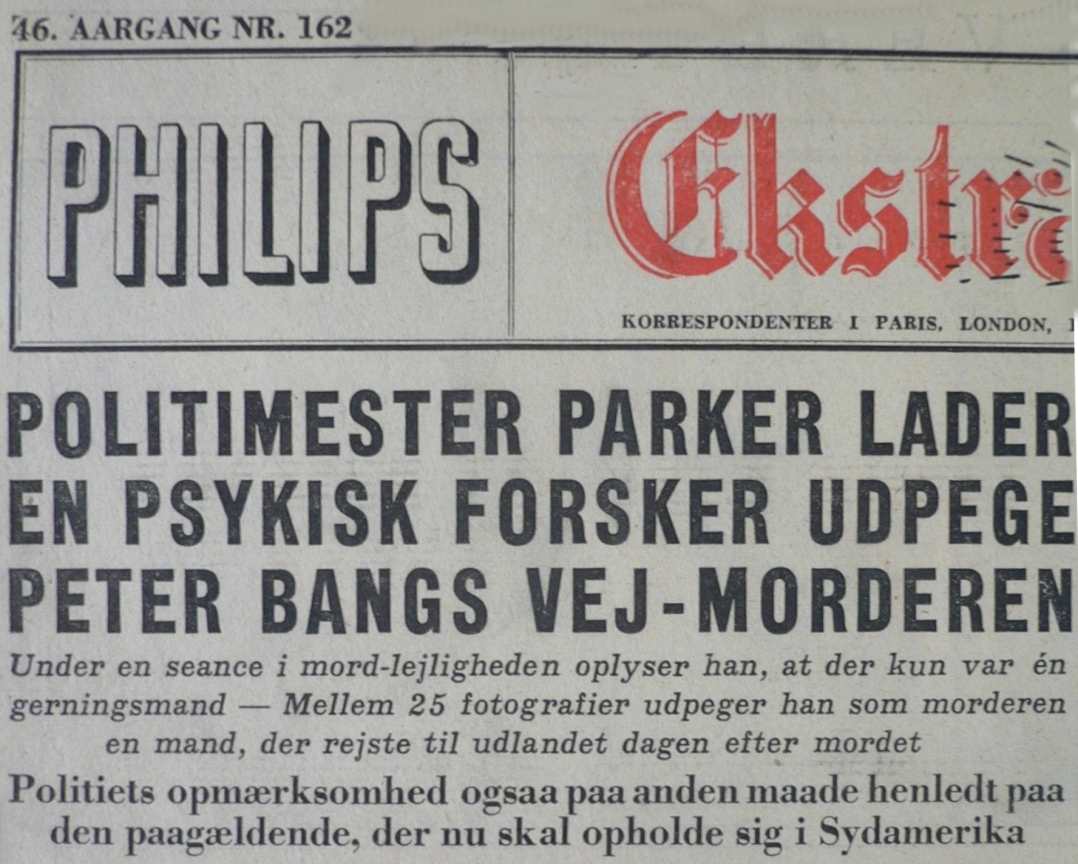 46. AARGANG NR. 162
PHILIPS
Ekstra
KORRESPONDENTER I PARIS, LONDON,
POLITIMESTER PARKER LADER
EN PSYKISK FORSKER UDPEGE
PETER BANGS VEJ-MORDEREN
Under en seance i mord-lejligheden oplyser han, at der kun var én
gerningsmand — Mellem 25 fotografier udpeger han som morderen
en mand, der rejste til udlandet dagen efter mordet
Politiets opmærksomhed ogsaa paa anden maade henledt paa
den paagældende, der nu skal opholde sig i Sydamerika